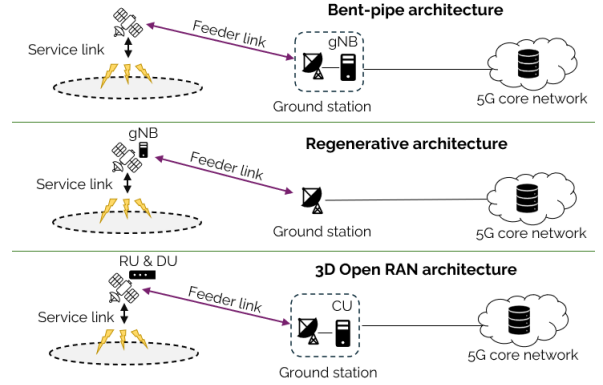 Bent-pipe architecture
Feeder link
Service link
gNB
Ground station
5G core network
Regenerative architecture
gNB
Feeder link
Service link
Ground station
5G core network
3D Open RAN architecture
RU & DU
Feeder link
Service link
CU
Ground station
5G core network